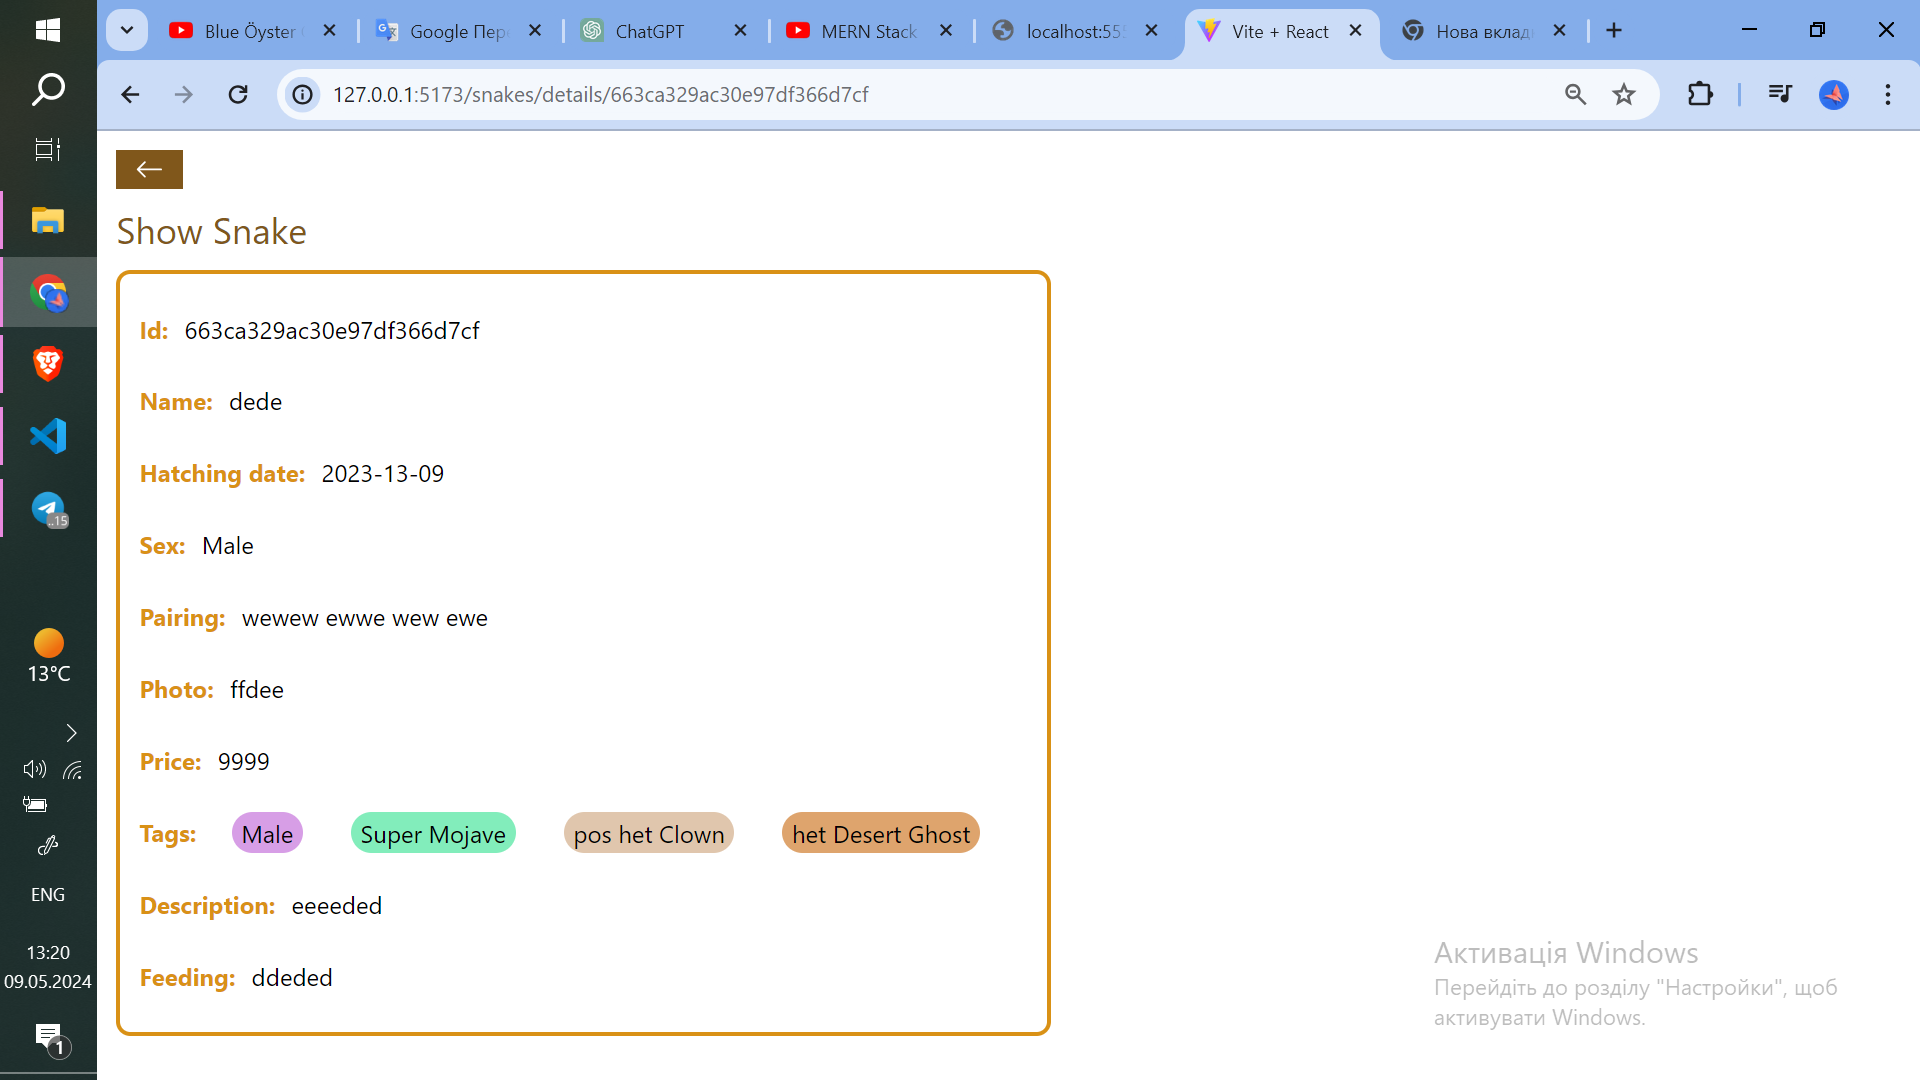 Blue Öyster
Google Пер
ChatGPT
MERN Stack
localhost:555
Vite + React
Нова вклад
127.0.0.1:5173/snakes/details/663ca329ac30e97df366d7cf
Show Snake
Id: 663ca329ac30e97df366d7cf
Name: dede
Hatching date: 2023-13-09
Sex: Male
Pairing: wewew ewwe wew ewe
Photo: ffdee
Price: 9999
Tags: Male Super Mojave pos het Clown het Desert Ghost
Description: eeeeded
Feeding: ddeded
..15
13°C
ENG
13:20
09.05.2024
1
Активація Windows
Перейдіть до розділу "Настройки", щоб
активувати Windows.